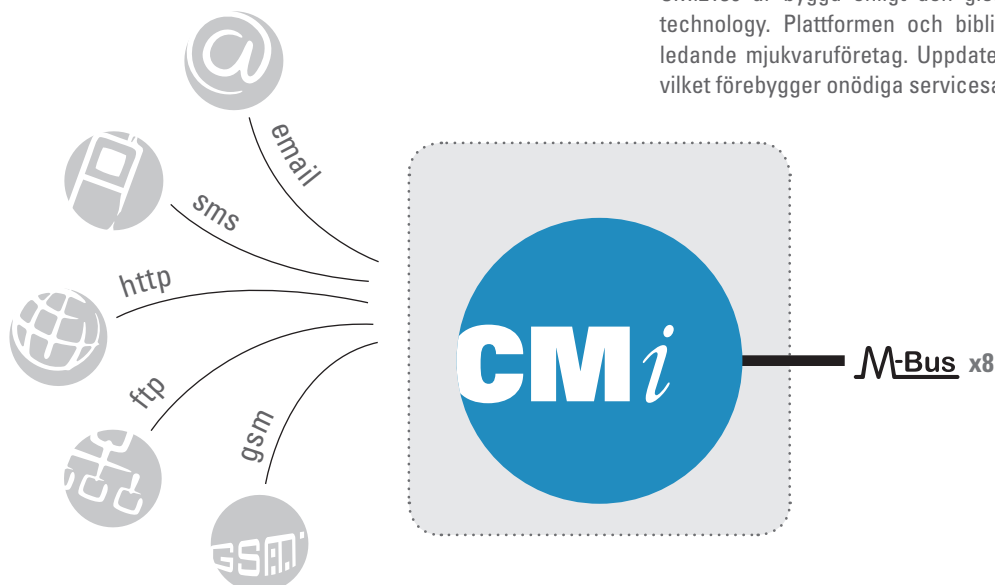 technology. Plattformen och bibli
ledande mjukvaruföretag. Uppdate
vilket förebygger onödiga servicesa
@
email
sms
http
ftp
gsm
GSM
CMi
M-Bus x8